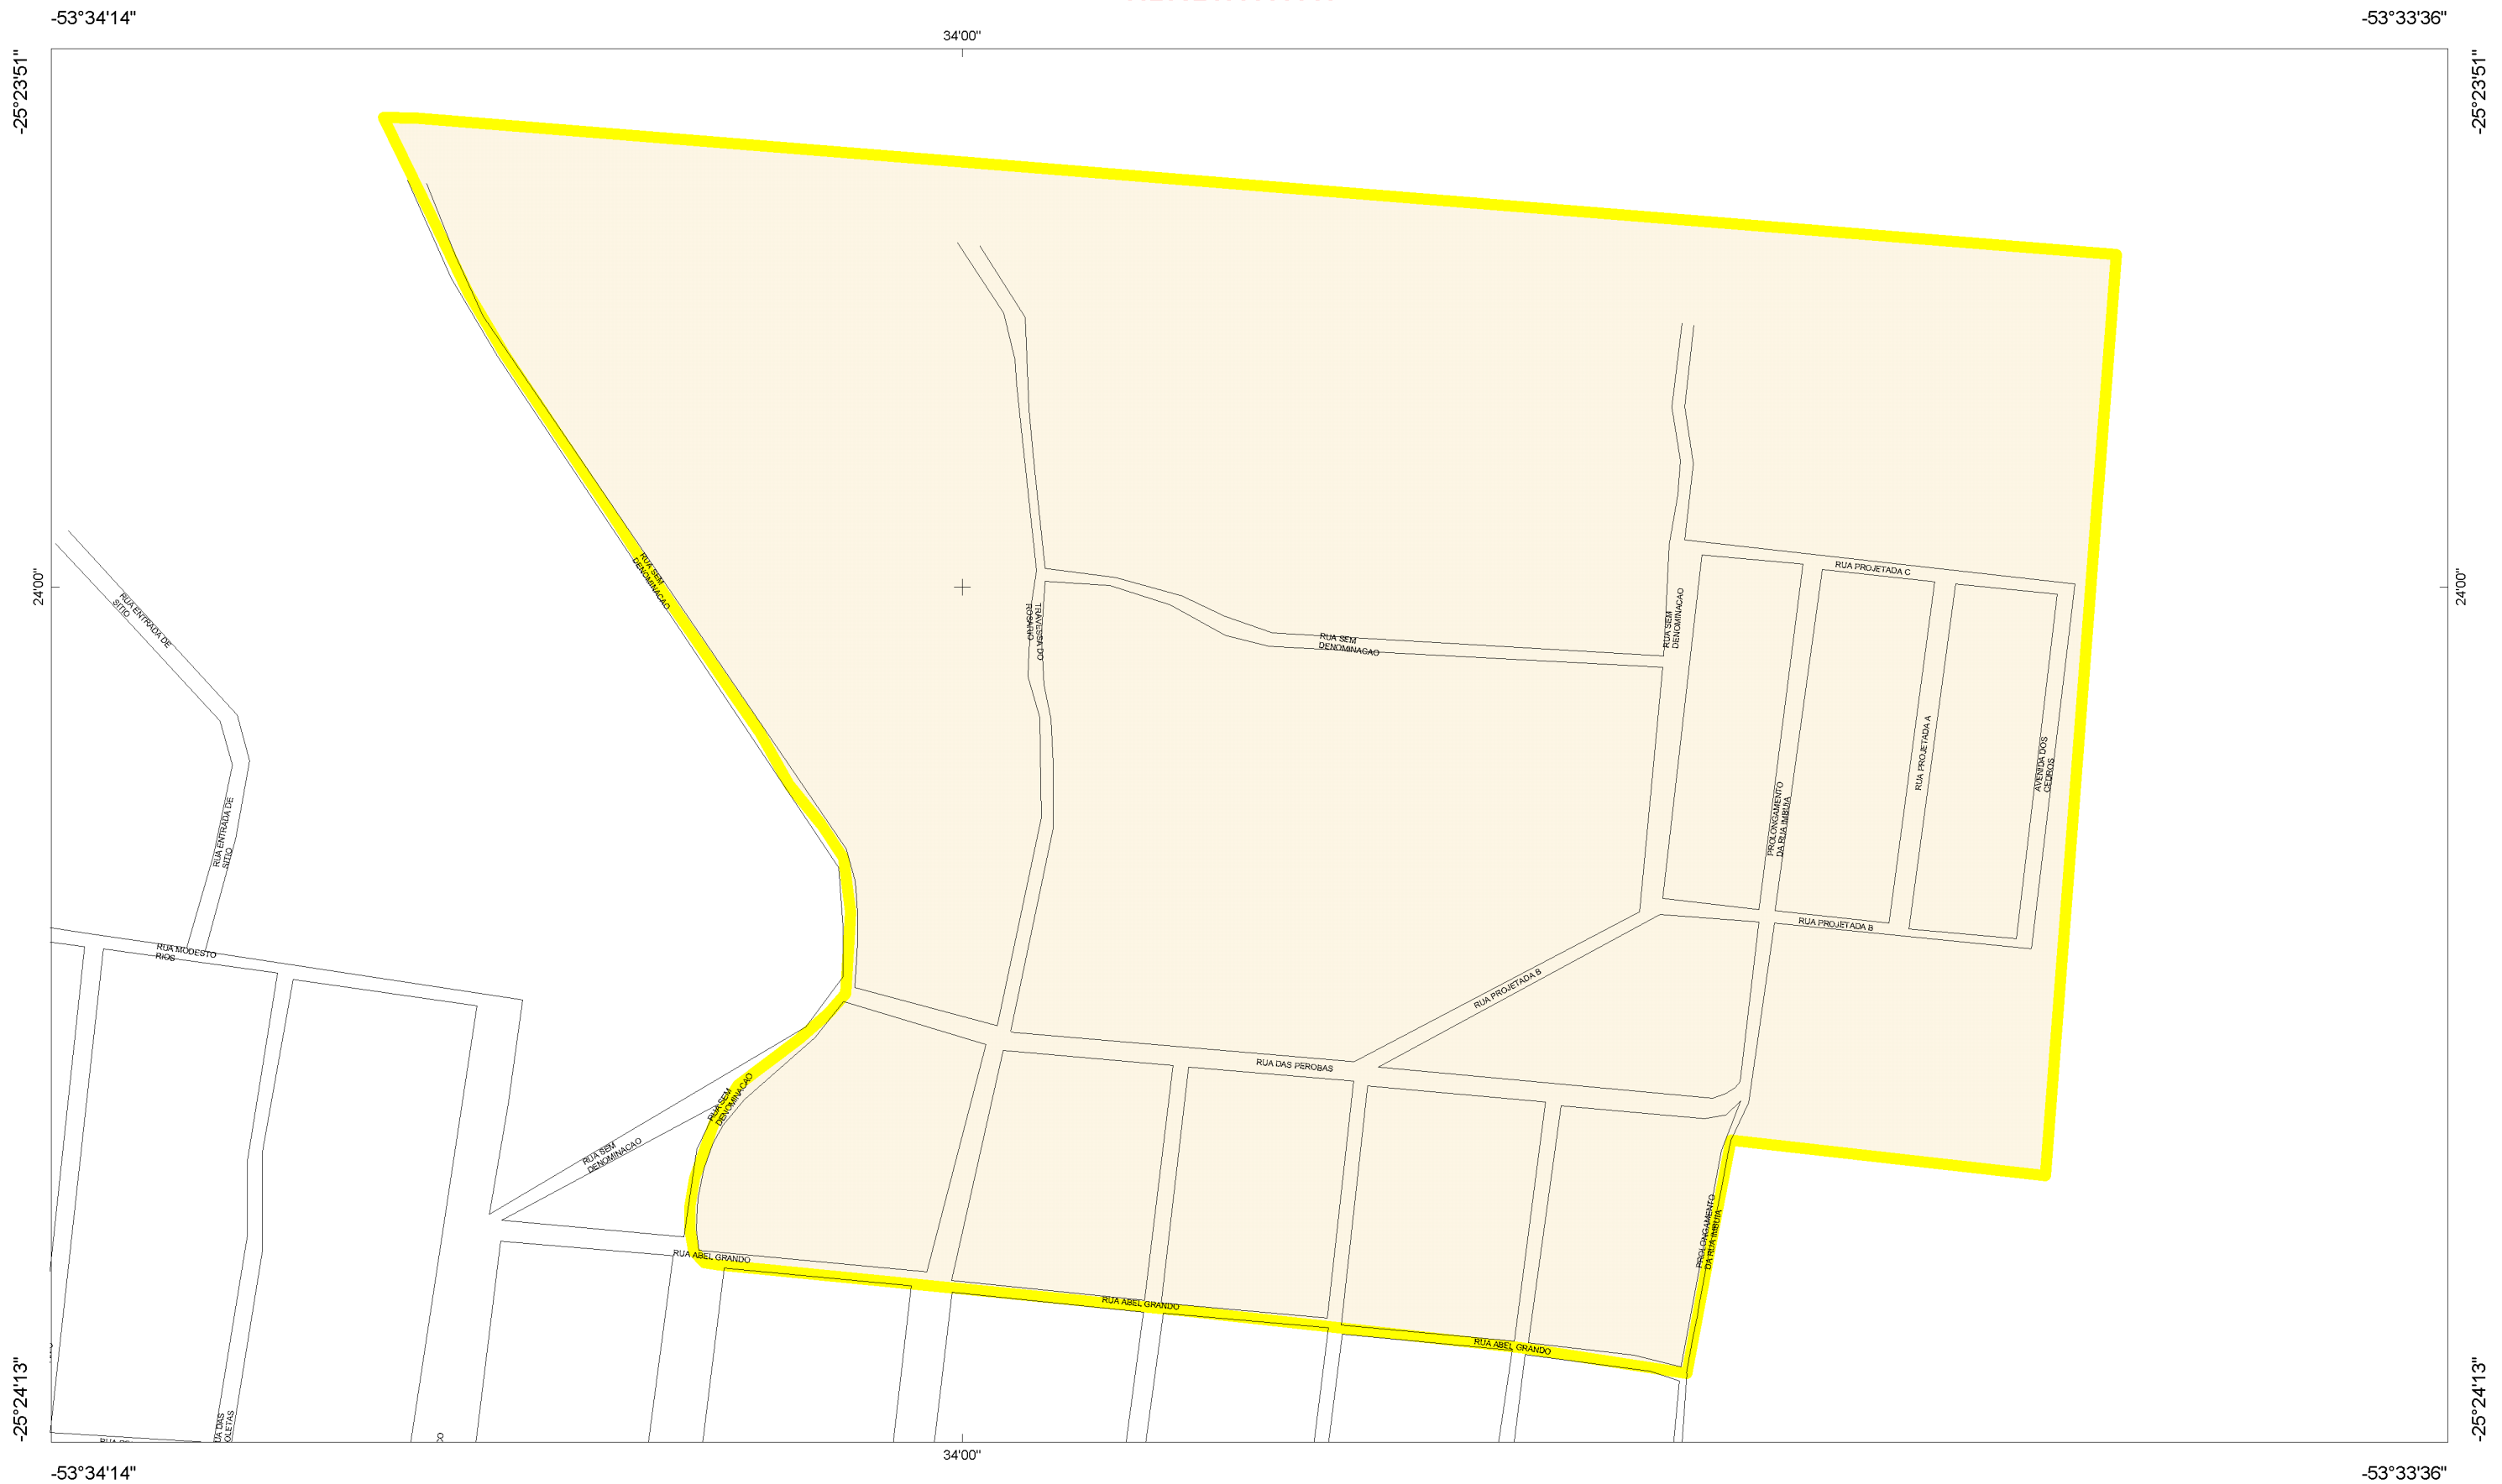 -53°34'14"
-53°33'36"
34'00"
-25°23'51"
-25°23'51"
RUA SEM
DENOMINACAO
24'00"
24'00"
RUA PROJETADA C
RUA ENTRADA DE
SITIO
TRAVESSA DO
ROSARIO
RUA SEM
DENOMINACAO
RUA SEM
DENOMINACAO
RUA PROJETADA A
AVENIDA DOS
CEDROS
PROLONGAMENTO
DA RUA IMBUIA
RUA ENTRADA DE
SITIO
RUA PROJETADA B
RUA MODESTO
RIOS
RUA PROJETADA B
RUA DAS PEROBAS
RUA SEM
DENOMINACAO
RUA SEM
DENOMINACAO
PROLONGAMENTO
DA RUA IMBUIA
RUA ABEL GRANDO
RUA ABEL GRANDO
RUA ABEL GRANDO
-25°24'13"
-25°24'13"
UA DAS
OLETAS
CO
34'00"
-53°34'14"
-53°33'36"